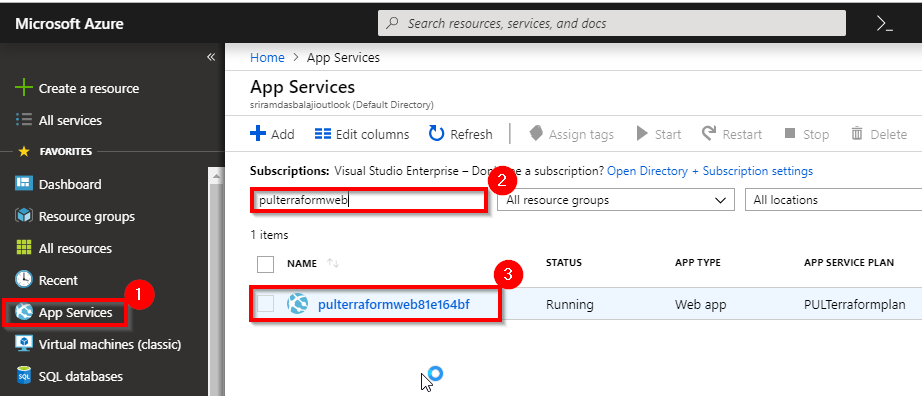 Microsoft Azure
Search resources, services, and docs
Create a resource
All services
FAVORITES
Dashboard
Resource groups
All resources
Recent
App Services
1
Virtual machines (classic)
SQL databases
Home > App Services
App Services
sriramdasbalajioutlook (Default Directory)
Add Edit columns Refresh Assign tags Start Restart Stop Delete
Subscriptions: Visual Studio Enterprise – Don't a subscription? Open Directory + Subscription settings
2
pulterraformweb All resource groups All locations
1 items
NAME STATUS APP TYPE APP SERVICE PLAN
3
pulterraformweb81e164bf Running Web app PULTerraformplan